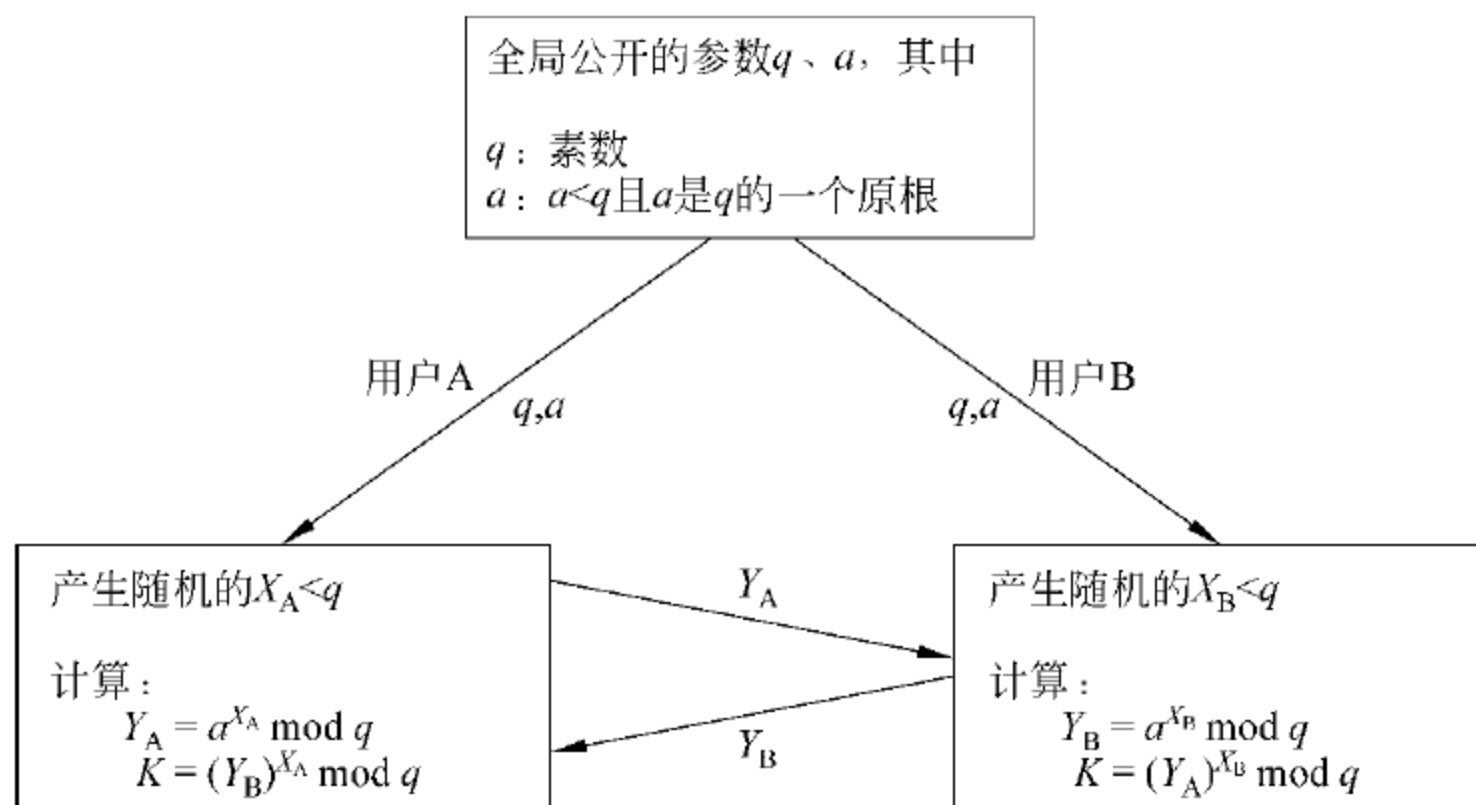 全局公开的参数q、a，其中
q：素数
a：a<q且a是q的一个原根
用户A
q,a
用户B
q,a
产生随机的X_A<q
计算：
Y_A = a^{X_A} mod q
K = (Y_B)^{X_A} mod q
Y_A
Y_B
产生随机的X_B<q
计算：
Y_B = a^{X_B} mod q
K = (Y_A)^{X_B} mod q